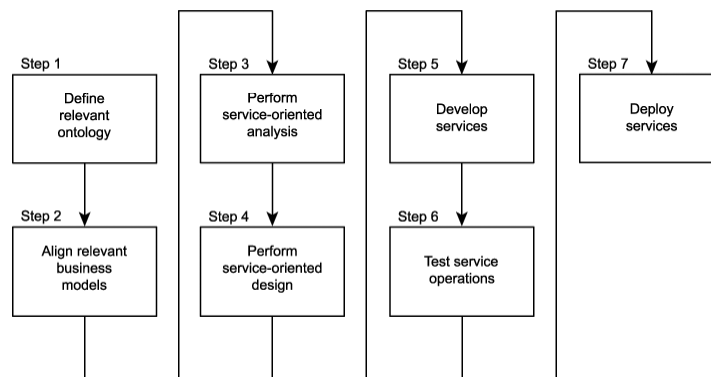 Step 1
Define
relevant
ontology
Step 2
Align relevant
business
models
Step 3
Perform
service-oriented
analysis
Step 4
Perform
service-oriented
design
Step 5
Develop
services
Step 6
Test service
operations
Step 7
Deploy
services